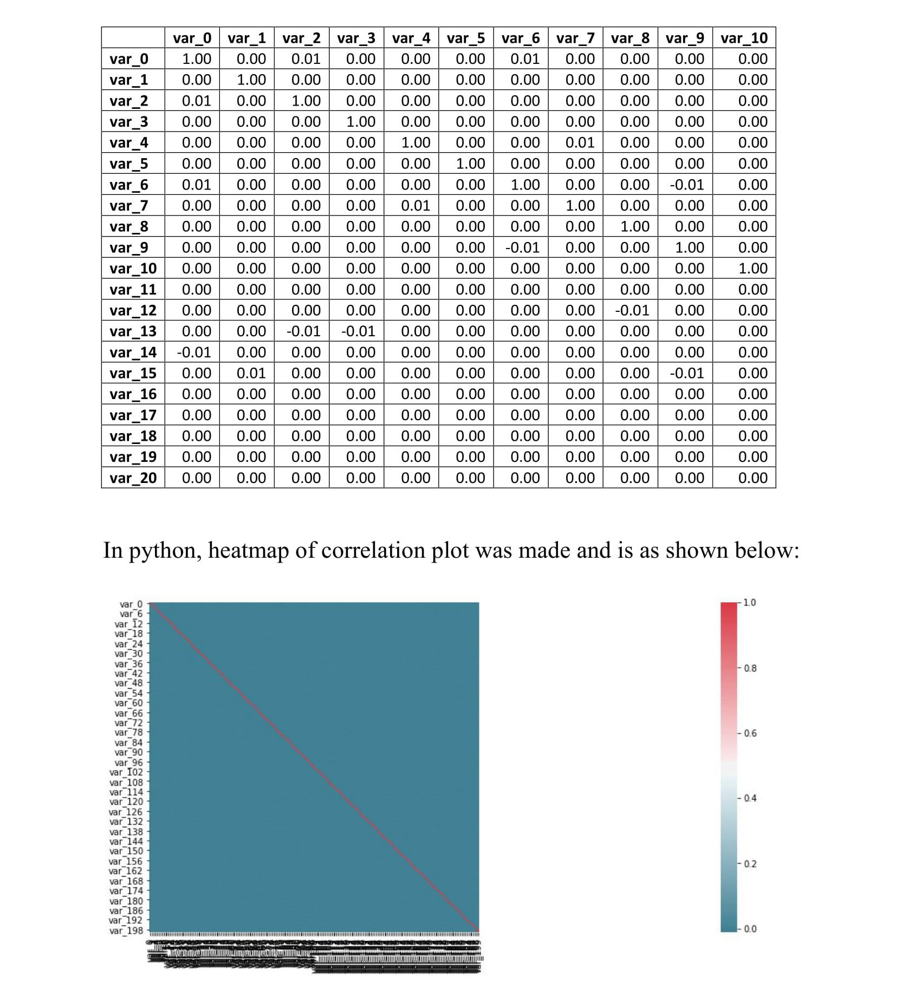 var_0 var_1 var_2 var_3 var_4 var_5 var_6 var_7 var_8 var_9 var_10
var_0 1.00 0.00 0.01 0.00 0.00 0.00 0.01 0.00 0.00 0.00 0.00
var_1 0.00 1.00 0.00 0.00 0.00 0.00 0.00 0.00 0.00 0.00 0.00
var_2 0.01 0.00 1.00 0.00 0.00 0.00 0.00 0.00 0.00 0.00 0.00
var_3 0.00 0.00 0.00 1.00 0.00 0.00 0.00 0.00 0.00 0.00 0.00
var_4 0.00 0.00 0.00 0.00 1.00 0.00 0.00 0.01 0.00 0.00 0.00
var_5 0.00 0.00 0.00 0.00 0.00 1.00 0.00 0.00 0.00 0.00 0.00
var_6 0.01 0.00 0.00 0.00 0.00 0.00 1.00 0.00 0.00 -0.01 0.00
var_7 0.00 0.00 0.00 0.00 0.01 0.00 0.00 1.00 0.00 0.00 0.00
var_8 0.00 0.00 0.00 0.00 0.00 0.00 0.00 0.00 1.00 0.00 0.00
var_9 0.00 0.00 0.00 0.00 0.00 0.00 -0.01 0.00 0.00 1.00 0.00
var_10 0.00 0.00 0.00 0.00 0.00 0.00 0.00 0.00 0.00 0.00 1.00
var_11 0.00 0.00 0.00 0.00 0.00 0.00 0.00 0.00 0.00 0.00 0.00
var_12 0.00 0.00 0.00 0.00 0.00 0.00 0.00 0.00 -0.01 0.00 0.00
var_13 0.00 0.00 -0.01 -0.01 0.00 0.00 0.00 0.00 0.00 0.00 0.00
var_14 -0.01 0.00 0.00 0.00 0.00 0.00 0.00 0.00 0.00 0.00 0.00
var_15 0.00 0.01 0.00 0.00 0.00 0.00 0.00 0.00 0.00 -0.01 0.00
var_16 0.00 0.00 0.00 0.00 0.00 0.00 0.00 0.00 0.00 0.00 0.00
var_17 0.00 0.00 0.00 0.00 0.00 0.00 0.00 0.00 0.00 0.00 0.00
var_18 0.00 0.00 0.00 0.00 0.00 0.00 0.00 0.00 0.00 0.00 0.00
var_19 0.00 0.00 0.00 0.00 0.00 0.00 0.00 0.00 0.00 0.00 0.00
var_20 0.00 0.00 0.00 0.00 0.00 0.00 0.00 0.00 0.00 0.00 0.00
In python, heatmap of correlation plot was made and is as shown below:
var_0
var_6
var_12
var_18
var_24
var_30
var_36
var_42
var_48
var_54
var_60
var_66
var_72
var_78
var_84
var_90
var_96
var_102
var_108
var_114
var_120
var_126
var_132
var_138
var_144
var_150
var_156
var_162
var_168
var_174
var_180
var_186
var_192
var_198
1.0
0.8
0.6
0.4
0.2
0.0